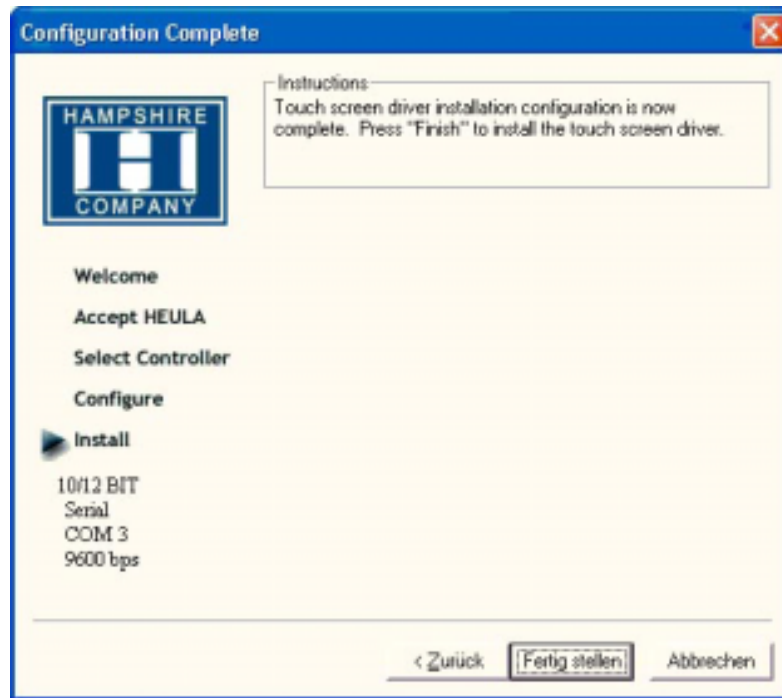 Configuration Complete
Instructions
Touch screen driver installation configuration is now
complete. Press "Finish" to install the touch screen driver.
HAMPSHIRE
COMPANY
Welcome
Accept HEULA
Select Controller
Configure
Install
10/12 BIT
Serial
COM 3
9600 bps
< Zurück
Fertig stellen
Abbrechen